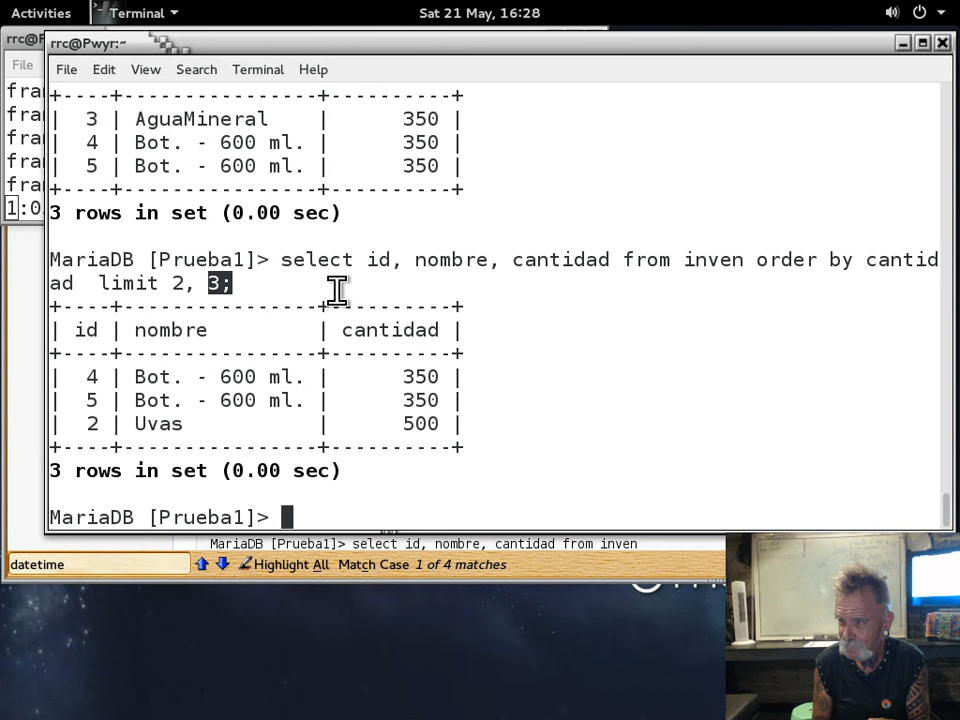 Activities Terminal Sat 21 May, 16:28
rrc@P rrc@Pwyr:~
File File Edit View Search Terminal Help
+----+----------------+----------+
| 3 | AguaMineral | 350 |
| 4 | Bot. - 600 ml. | 350 |
| 5 | Bot. - 600 ml. | 350 |
+----+----------------+----------+
3 rows in set (0.00 sec)
MariaDB [Prueba1]> select id, nombre, cantidad from inven order by cantid
ad limit 2, 3;
+----+----------------+----------+
| id | nombre | cantidad |
+----+----------------+----------+
| 4 | Bot. - 600 ml. | 350 |
| 5 | Bot. - 600 ml. | 350 |
| 2 | Uvas | 500 |
+----+----------------+----------+
3 rows in set (0.00 sec)
MariaDB [Prueba1]>
MariaDB [Prueba1]> select id, nombre, cantidad from inven
datetime Highlight All Match Case 1 of 4 matches